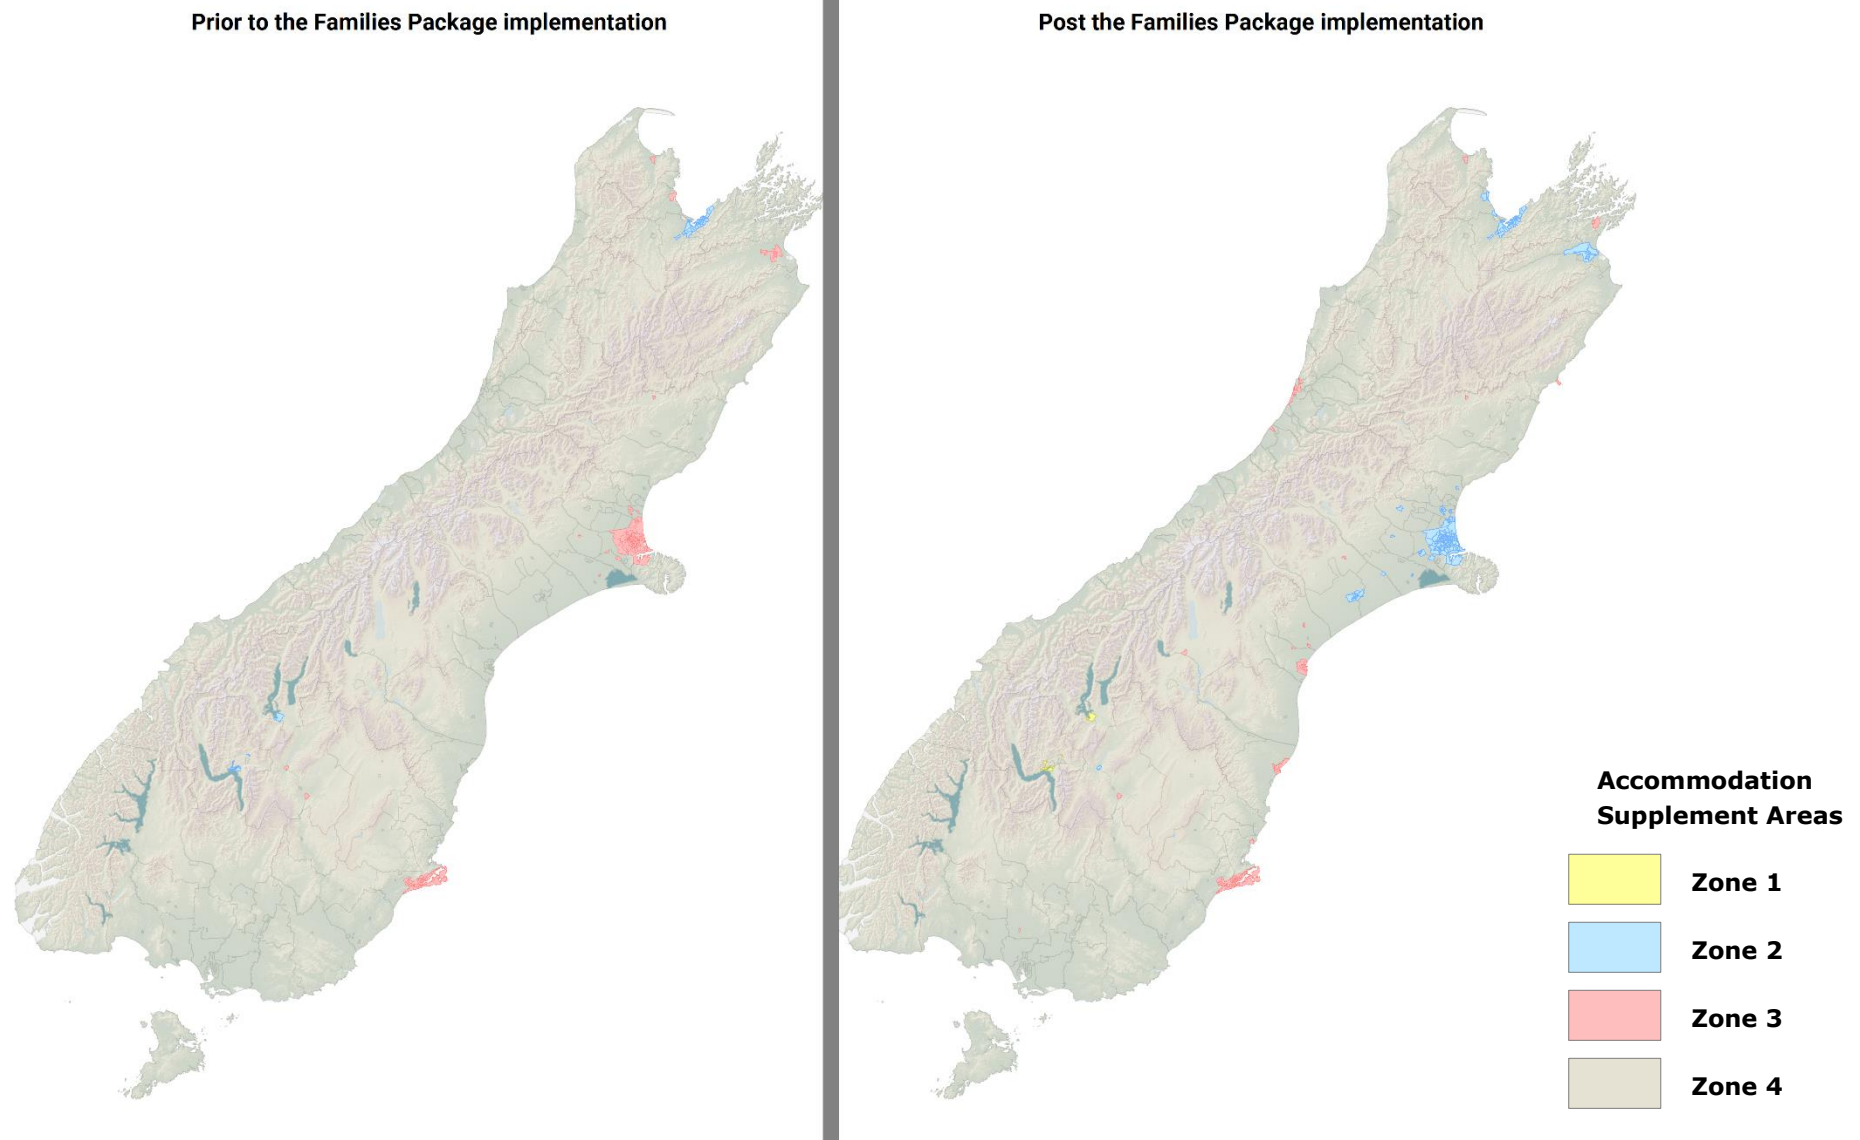 Prior to the Families Package implementation
Post the Families Package implementation
Accommodation
Supplement Areas
Zone 1
Zone 2
Zone 3
Zone 4